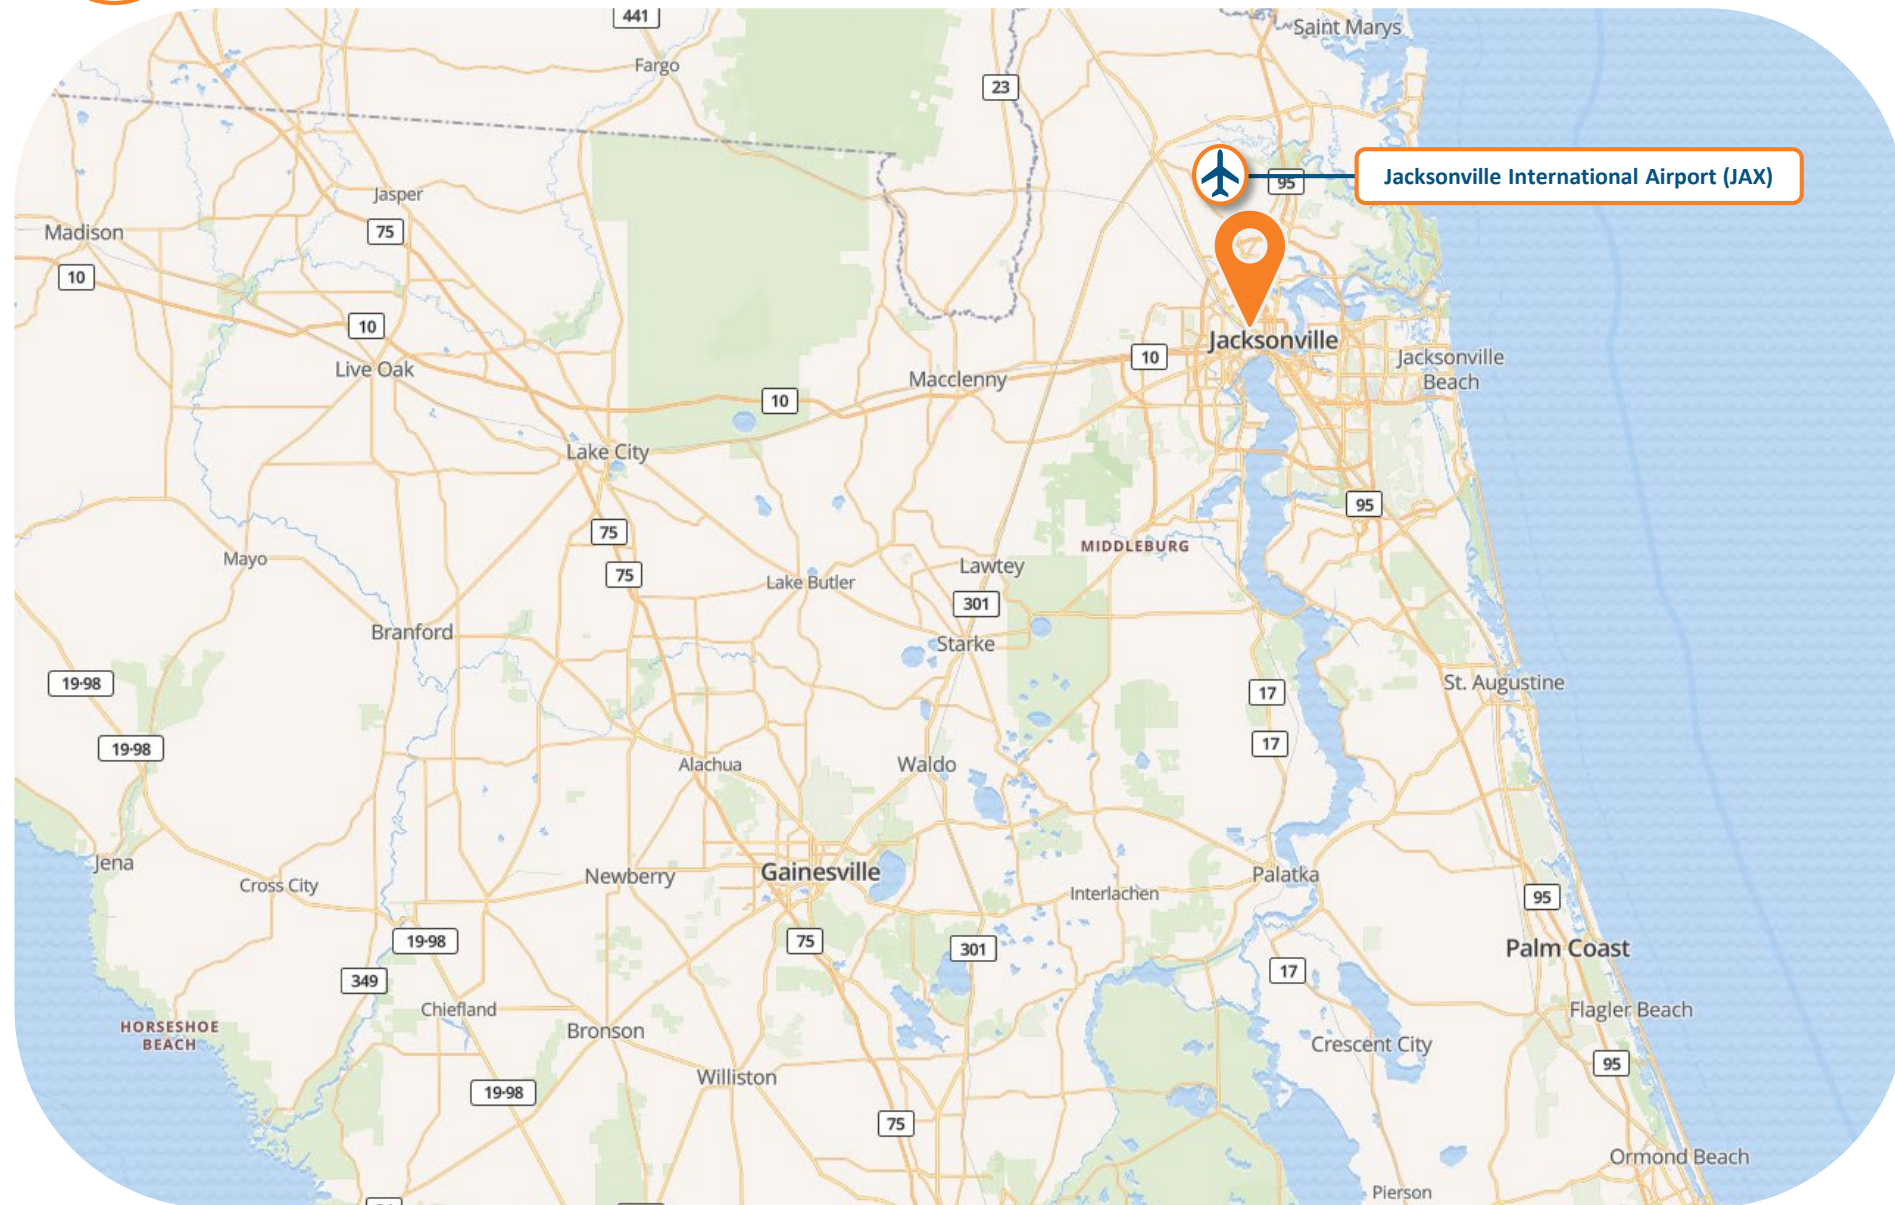 441
Saint Marys
Fargo
23
Jacksonville International Airport (JAX)
95
Jasper
75
Madison
10
10
Jacksonville
10
Jacksonville
Beach
Live Oak
Macclenny
10
Lake City
95
75
MIDDLEBURG
Mayo
Lawtey
75
Lake Butler
301
Branford
Starke
19-98
17
St. Augustine
17
19-98
Alachua
Waldo
Jena
Gainesville
Newberry
Palatka
Cross City
Interlachen
95
19-98
75
301
Palm Coast
349
17
Chiefland
Flagler Beach
HORSESHOE
BEACH
Bronson
Crescent City
95
Williston
19-98
75
Ormond Beach
Pierson